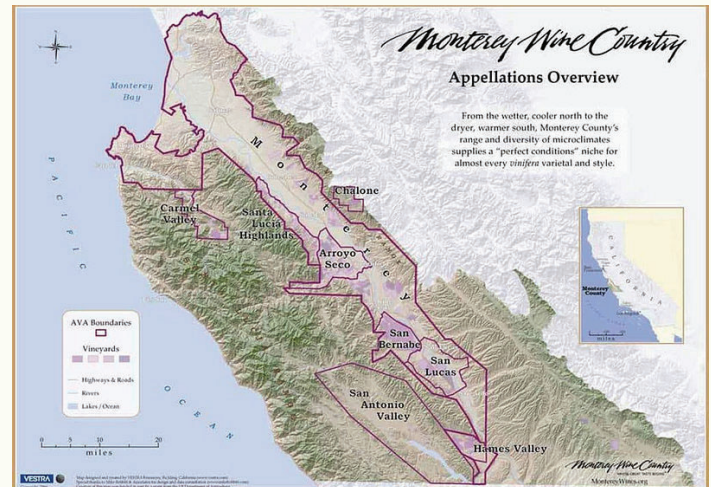 Monterey Wine Country
Appellations Overview
From the wetter, cooler north to the
dryer, warmer south, Monterey County's
range and diversity of microclimates
supplies a "perfect conditions" niche for
almost every vinifera varietal and style.
Monterey
Bay
PACIFIC
OCEAN
Monterey
Chalone
Carmel
Valley
Santa
Lucia
Highlands
Arroyo
Seco
San
Bernabe
San
Lucas
San
Antonio
Valley
Hames Valley
CALIFORNIA
Monterey
County
miles
AVA Boundaries
Vineyards
Highways & Roads
Rivers
Lakes / Ocean
0 5 10 20
miles
VESTRA
Monterey Wine Country
MontereyWines.org